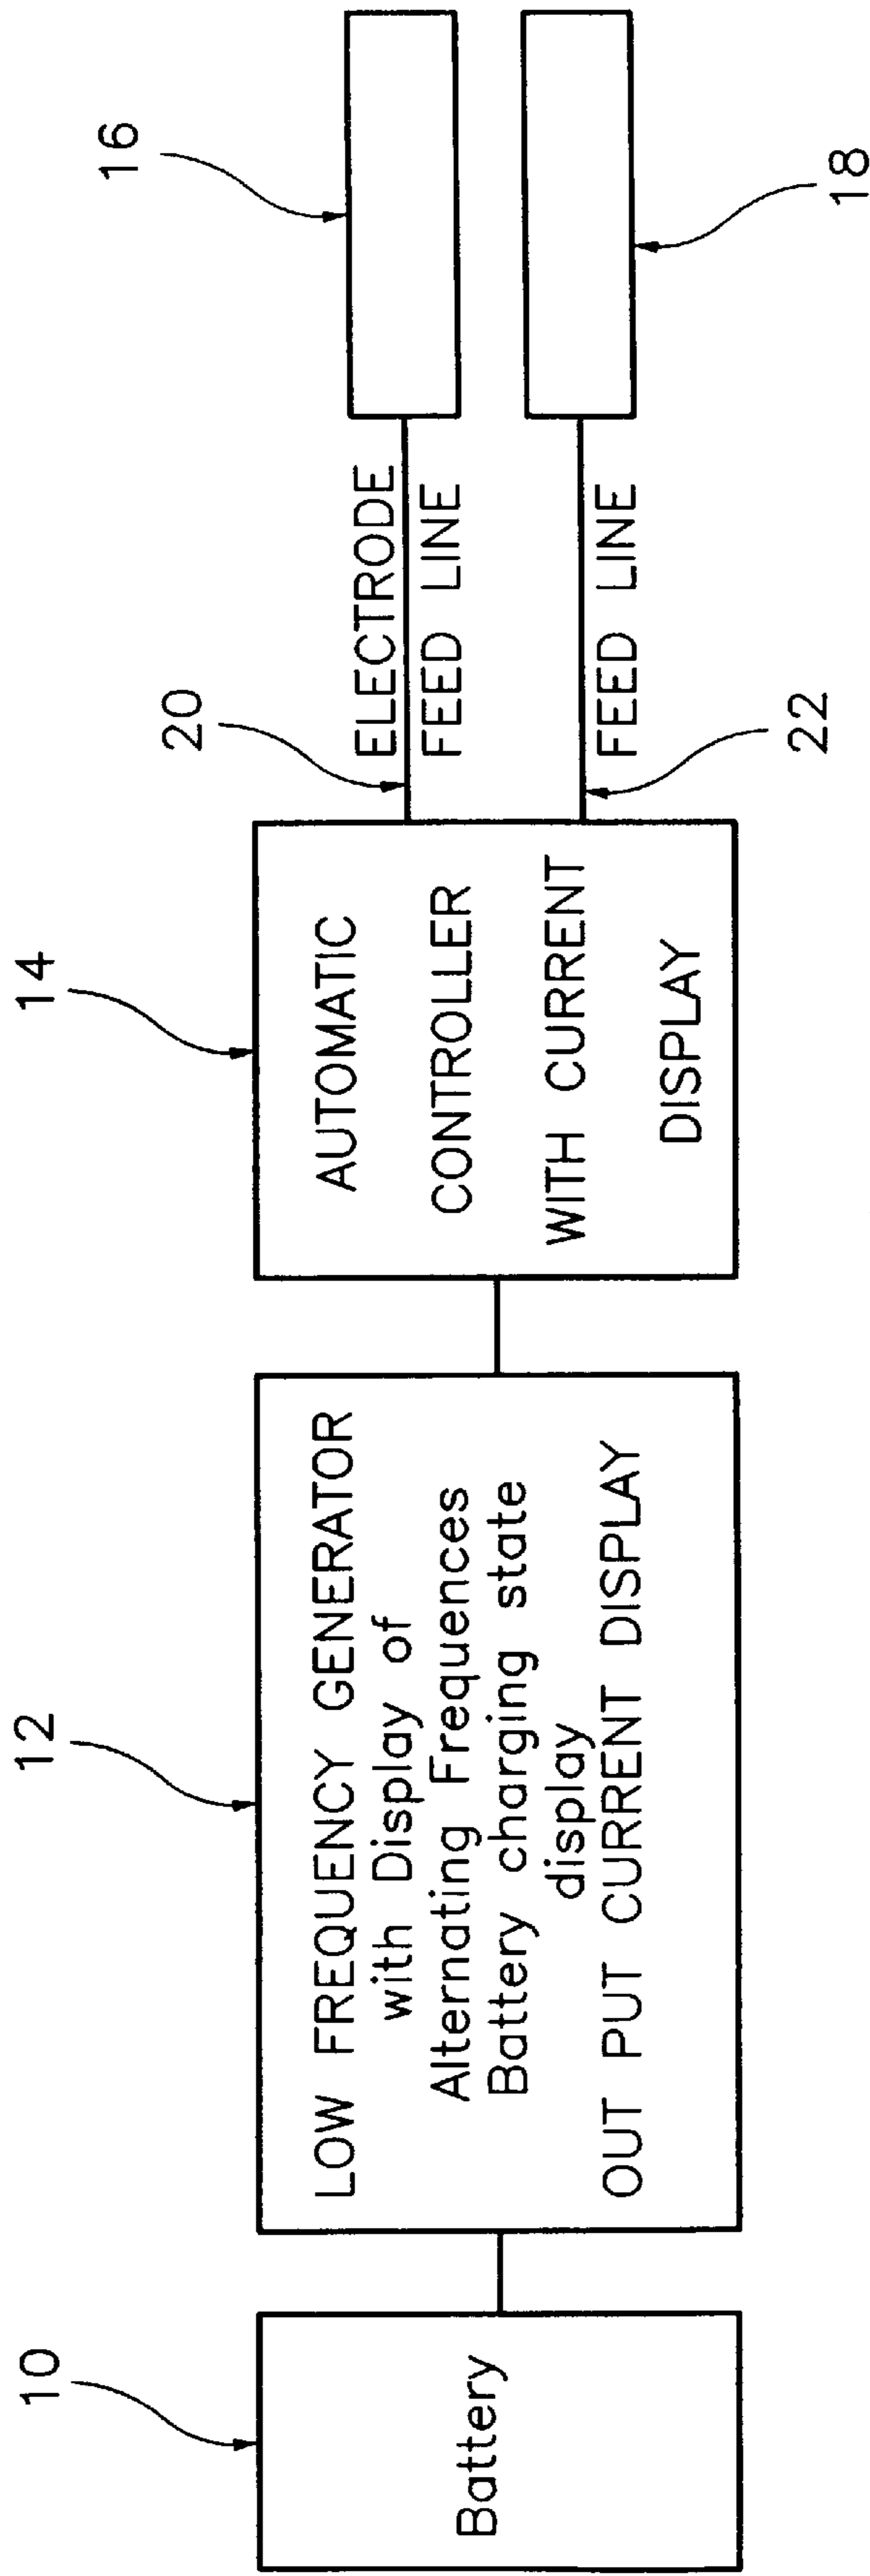 10
Battery
12
LOW FREQUENCY GENERATOR
with Display of
Alternating Frequences
Battery charging state
display
OUT PUT CURRENT DISPLAY
14
AUTOMATIC
CONTROLLER
WITH CURRENT
DISPLAY
20
ELECTRODE
FEED LINE
FEED LINE
22
16
18